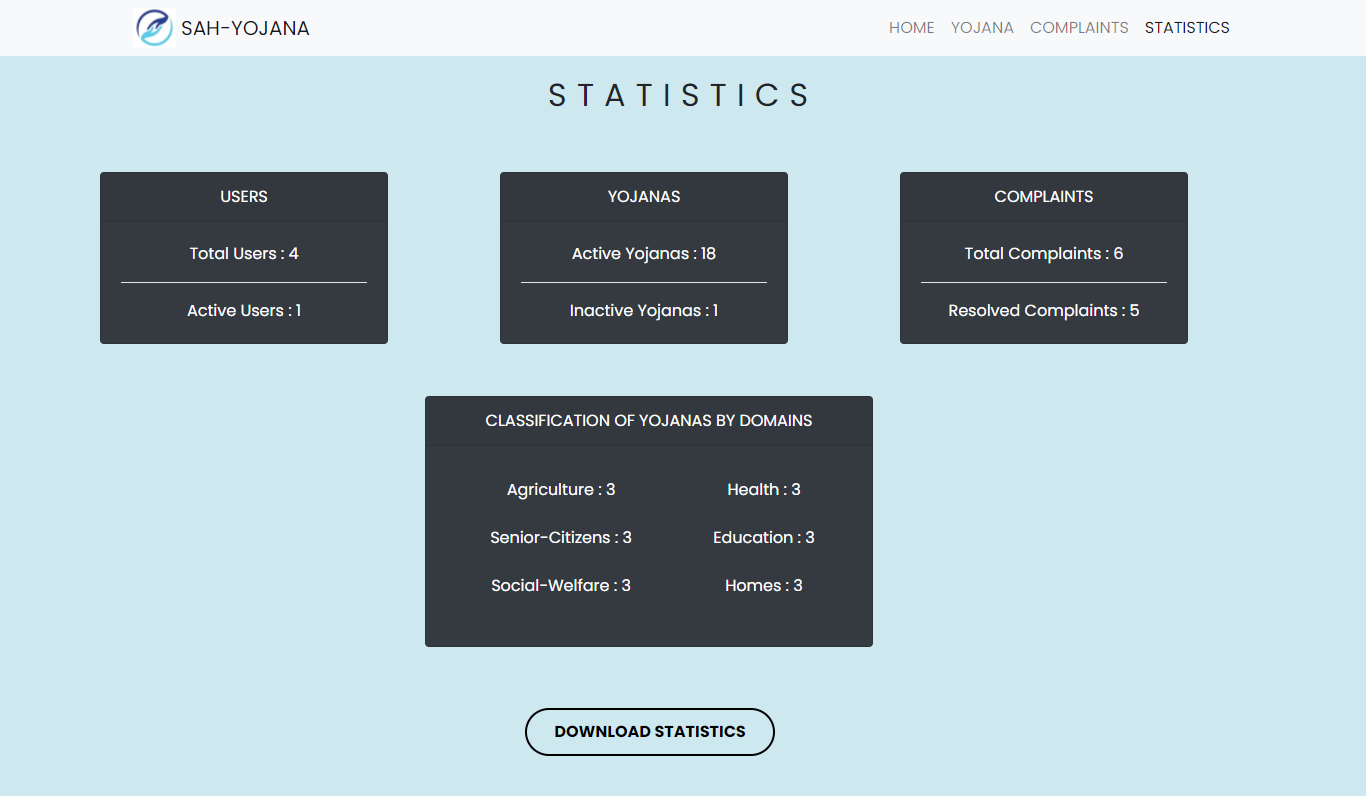 SAH-YOJANA
HOME YOJANA COMPLAINTS STATISTICS
STATISTICS
USERS
Total Users : 4
Active Users : 1
YOJANAS
Active Yojanas : 18
Inactive Yojanas : 1
COMPLAINTS
Total Complaints : 6
Resolved Complaints : 5
CLASSIFICATION OF YOJANAS BY DOMAINS
Agriculture : 3 Health : 3
Senior-Citizens : 3 Education : 3
Social-Welfare : 3 Homes : 3
DOWNLOAD STATISTICS